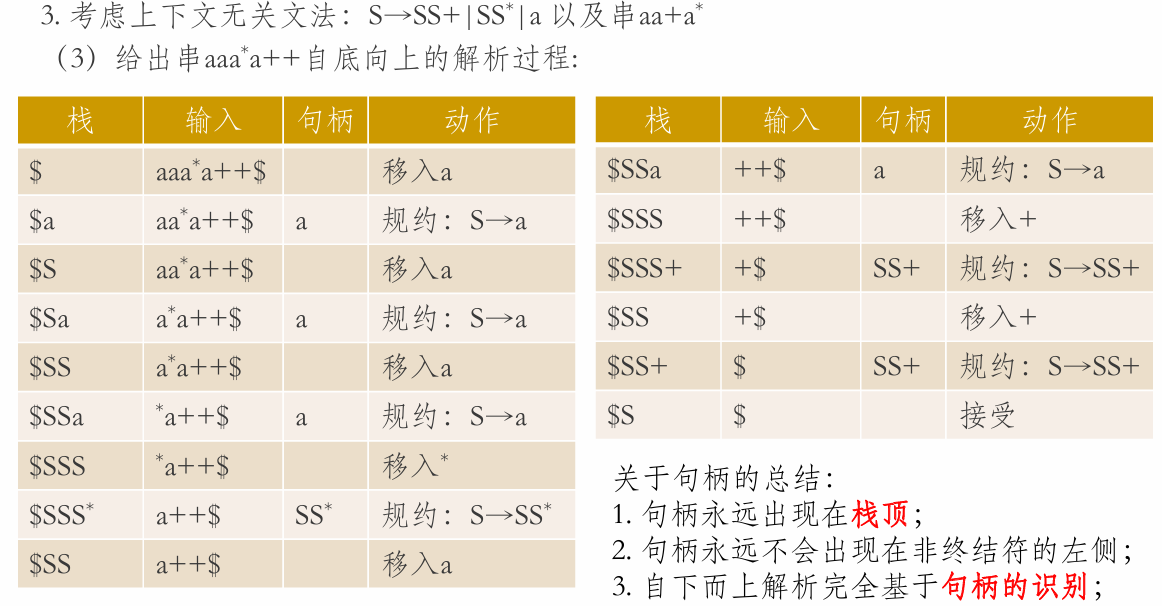 3. 考虑上下文无关文法：S→SS+|SS*|a 以及串aa+a*
（3）给出串aaa*a++自底向上的解析过程:
栈 输入 句柄 动作
$ aaa*a++$ 移入a
$a aa*a++$ a 规约：S→a
$S aa*a++$ 移入a
$Sa a*a++$ a 规约：S→a
$SS a*a++$ 移入a
$SSa *a++$ a 规约：S→a
$SSS *a++$ 移入*
$SSS* a++$ SS* 规约：S→SS*
$SS a++$ 移入a
栈 输入 句柄 动作
$SSa ++$ a 规约：S→a
$SSS ++$ 移入+
$SSS+ +$ SS+ 规约：S→SS+
$SS +$ 移入+
$SS+ $ SS+ 规约：S→SS+
$S $ 接受
关于句柄的总结：
1. 句柄永远出现在栈顶；
2. 句柄永远不会出现在非终结符的左侧；
3. 自下而上解析完全基于句柄的识别；